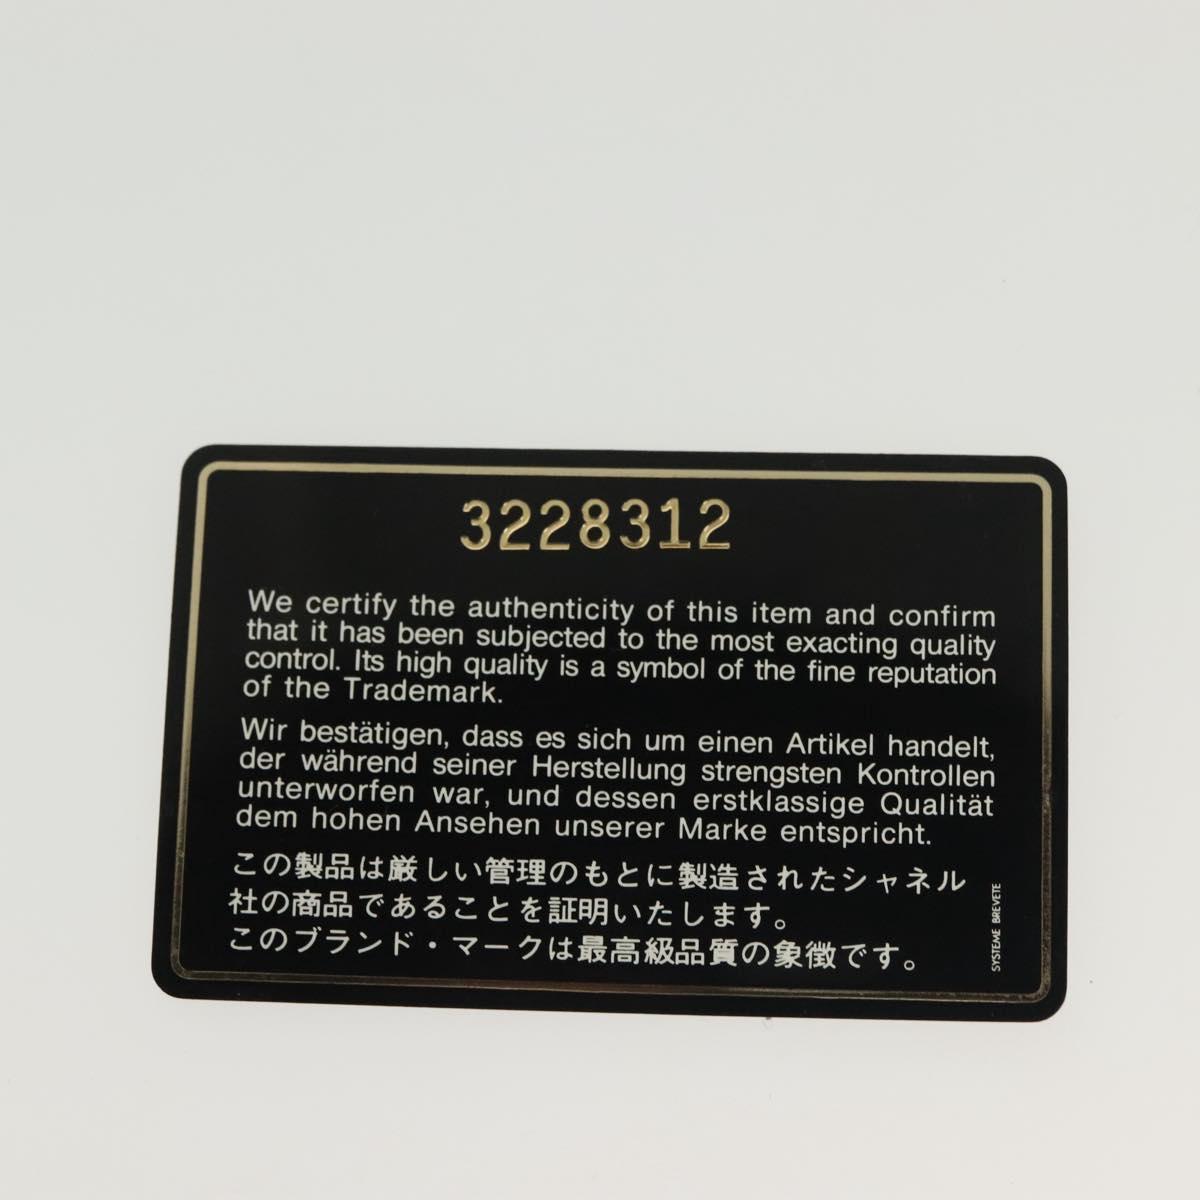 3228312
We certify the authenticity of this item and confirm
that it has been subjected to the most exacting quality
control. Its high quality is a symbol of the fine reputation
of the Trademark.
Wir bestätigen, dass es sich um einen Artikel handelt,
der während seiner Herstellung strengsten Kontrollen
unterworfen war, und dessen erstklassige Qualität
dem hohen Ansehen unserer Marke entspricht.
この製品は厳しい管理のもとに製造されたシャネル
社の商品であることを証明いたします。
このブランド・マークは最高級品質の象徴です。
SYSTEME BREVETE